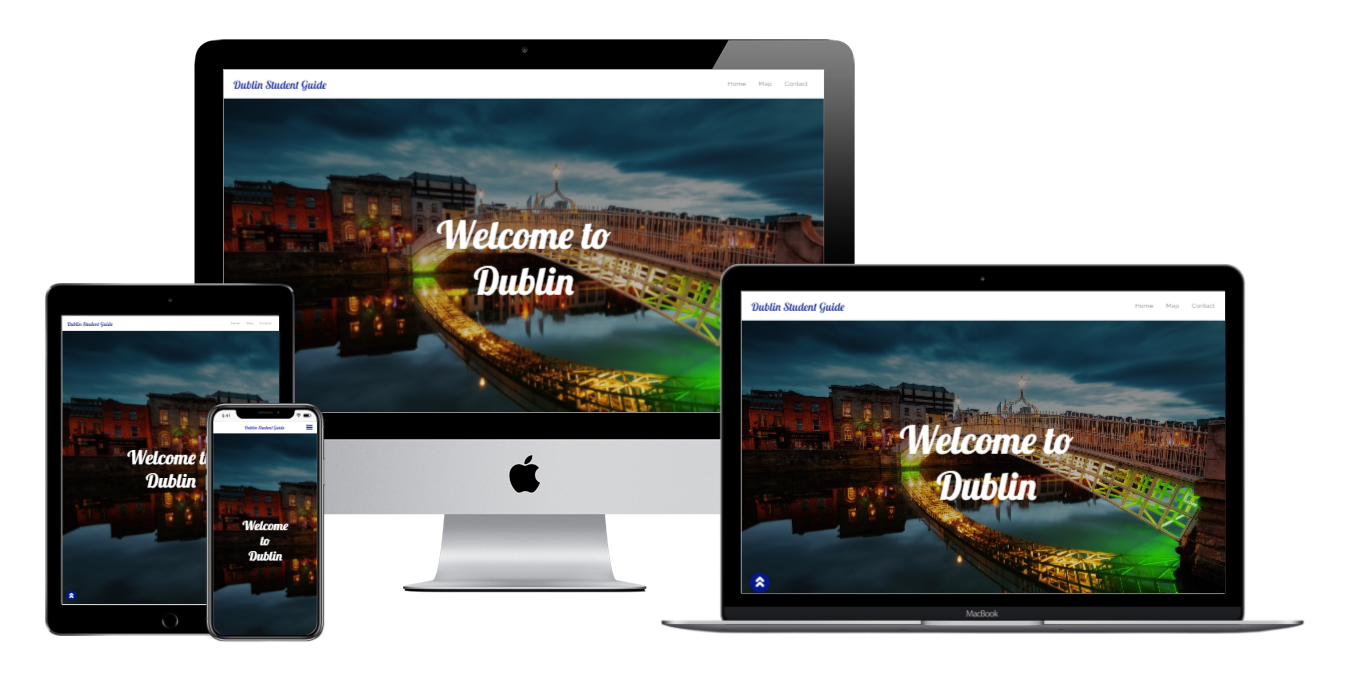 Dublin Student Guide
Home Map Contact
Welcome to
Dublin
Dublin Student Guide
Home Map Contact
Welcome to
Dublin
MacBook
Dublin Student Guide
Home Map Contact
Welcome t
Dublin
9:41
Dublin Student Guide
Welcome
to
Dublin